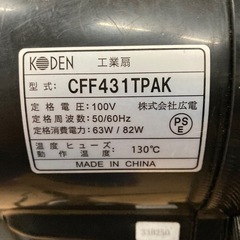 KODEN 工業扇
型式: CFF431TPAK
定格電圧: 100V 株式会社広電
定格周波数: 50/60Hz
定格消費電力: 63W / 82W
PSE
温度ヒューズ動作温度: 130℃
MADE IN CHINA